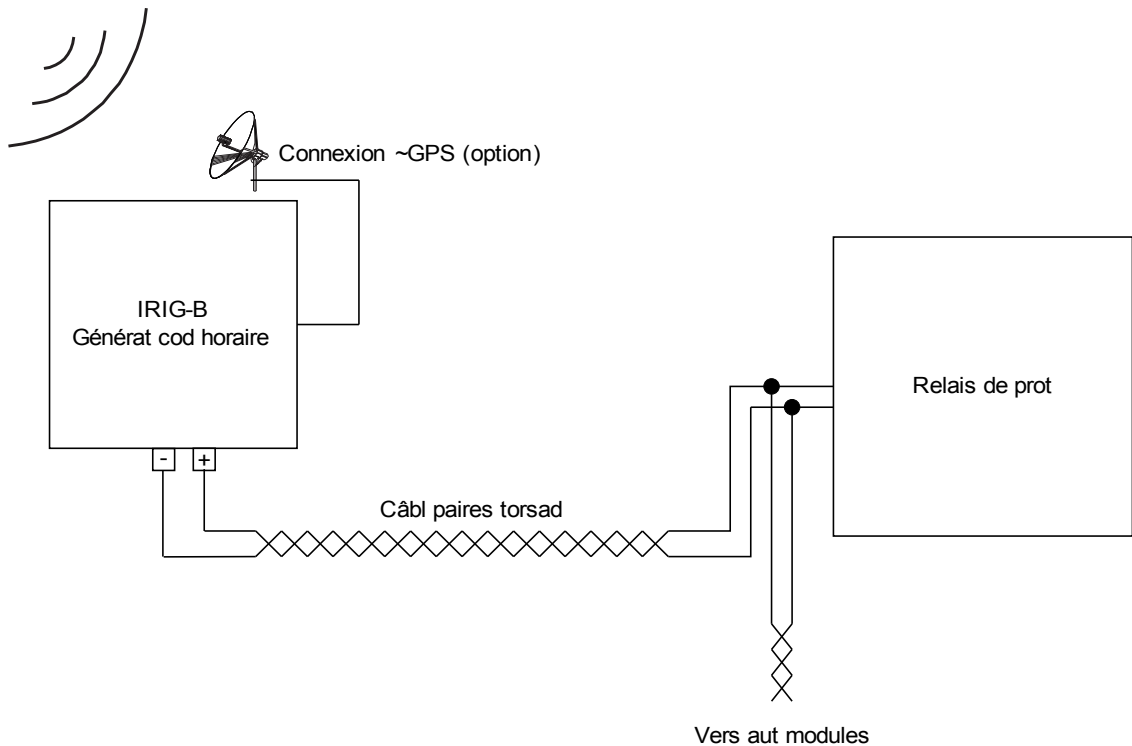 Connexion ~GPS (option)
IRIG-B
Générat cod horaire
- +
Relais de prot
Câbl paires torsad
Vers aut modules